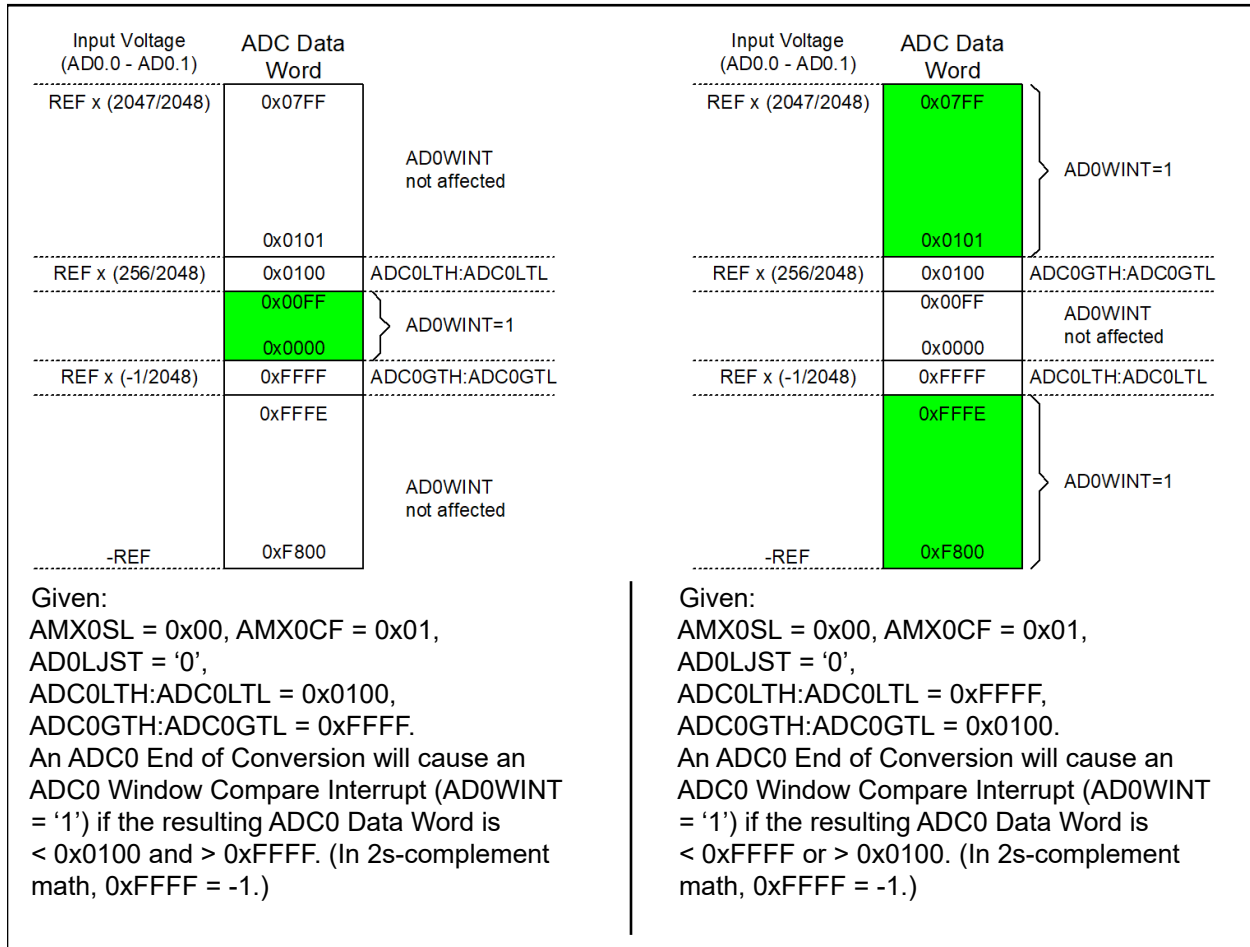 Input Voltage
(AD0.0 - AD0.1)
ADC Data
Word
REF x (2047/2048)
0x07FF
AD0WINT
not affected
0x0101
REF x (256/2048)
0x0100
ADC0LTH:ADC0LTL
0x00FF
AD0WINT=1
0x0000
REF x (-1/2048)
0xFFFF
ADC0GTH:ADC0GTL
0xFFFE
AD0WINT
not affected
-REF
0xF800
Given:
AMX0SL = 0x00, AMX0CF = 0x01,
AD0LJST = ‘0’,
ADC0LTH:ADC0LTL = 0x0100,
ADC0GTH:ADC0GTL = 0xFFFF.
An ADC0 End of Conversion will cause an
ADC0 Window Compare Interrupt (AD0WINT
= ‘1’) if the resulting ADC0 Data Word is
< 0x0100 and > 0xFFFF. (In 2s-complement
math, 0xFFFF = -1.)
Input Voltage
(AD0.0 - AD0.1)
ADC Data
Word
REF x (2047/2048)
0x07FF
AD0WINT=1
0x0101
REF x (256/2048)
0x0100
ADC0GTH:ADC0GTL
0x00FF
AD0WINT
not affected
0x0000
REF x (-1/2048)
0xFFFF
ADC0LTH:ADC0LTL
0xFFFE
AD0WINT=1
-REF
0xF800
Given:
AMX0SL = 0x00, AMX0CF = 0x01,
AD0LJST = ‘0’,
ADC0LTH:ADC0LTL = 0xFFFF,
ADC0GTH:ADC0GTL = 0x0100.
An ADC0 End of Conversion will cause an
ADC0 Window Compare Interrupt (AD0WINT
= ‘1’) if the resulting ADC0 Data Word is
< 0xFFFF or > 0x0100. (In 2s-complement
math, 0xFFFF = -1.)